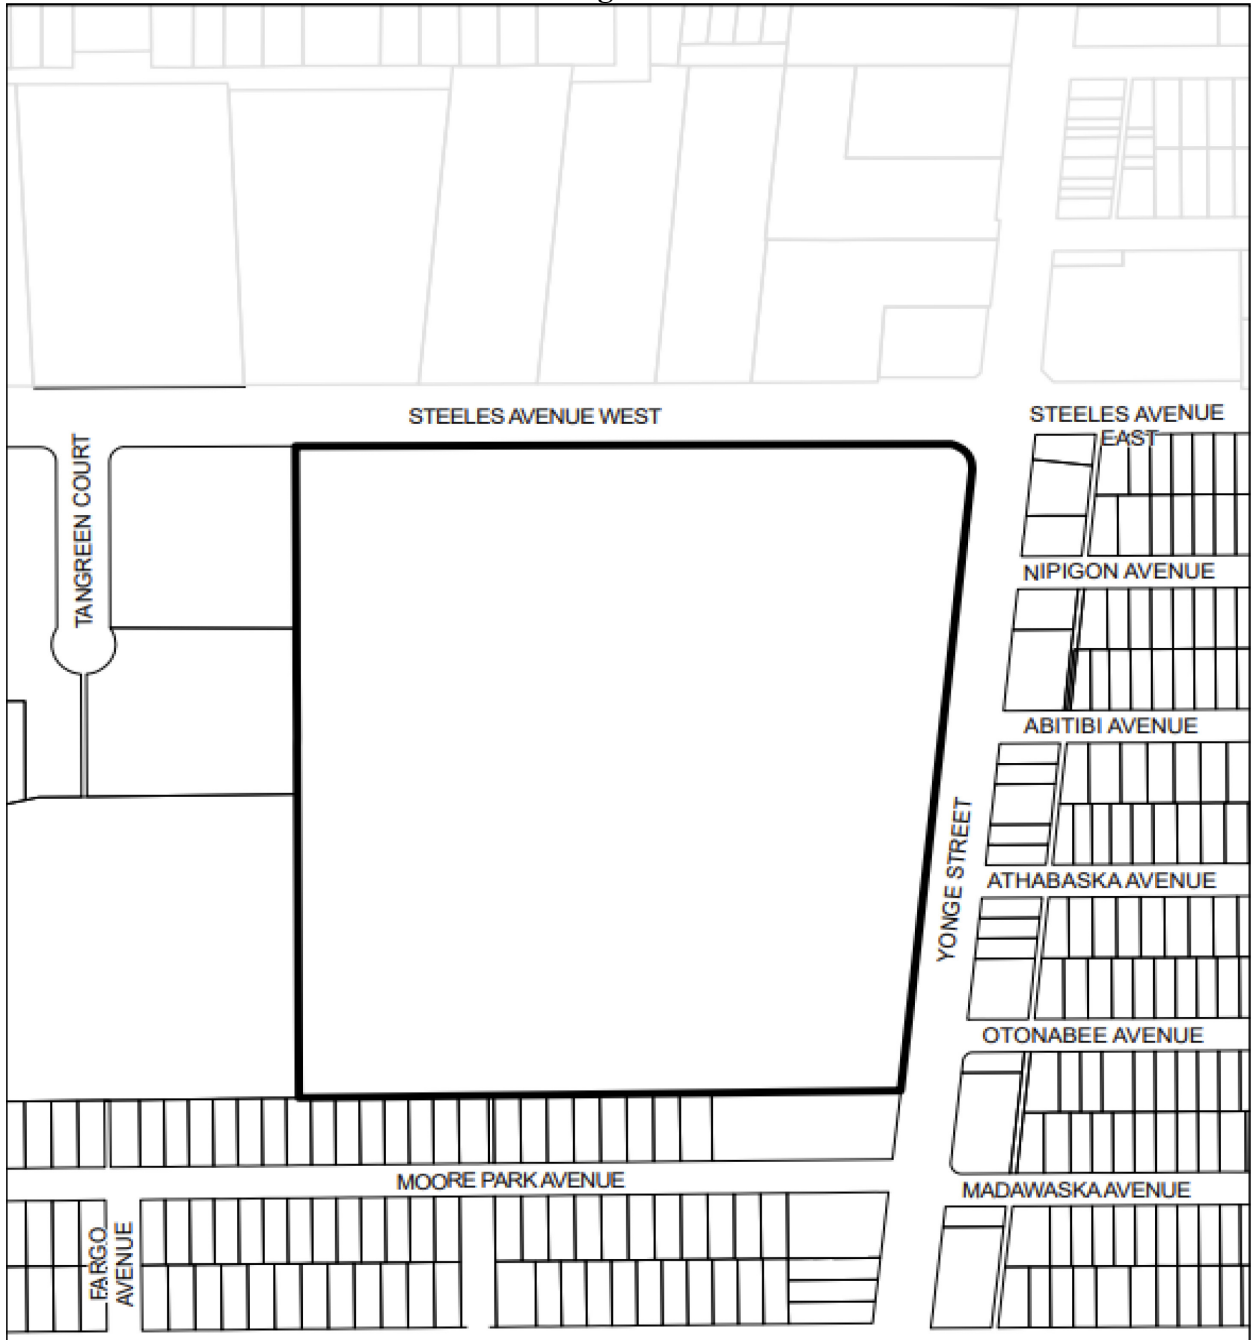 STEELES AVENUE WEST
STEELES AVENUE
EAST
TANGREEN COURT
NIPIGON AVENUE
ABITIBI AVENUE
YONGE STREET
ATHABASKA AVENUE
OTONABEE AVENUE
MOORE PARK AVENUE
MADAWASKA AVENUE
FARGO
AVENUE